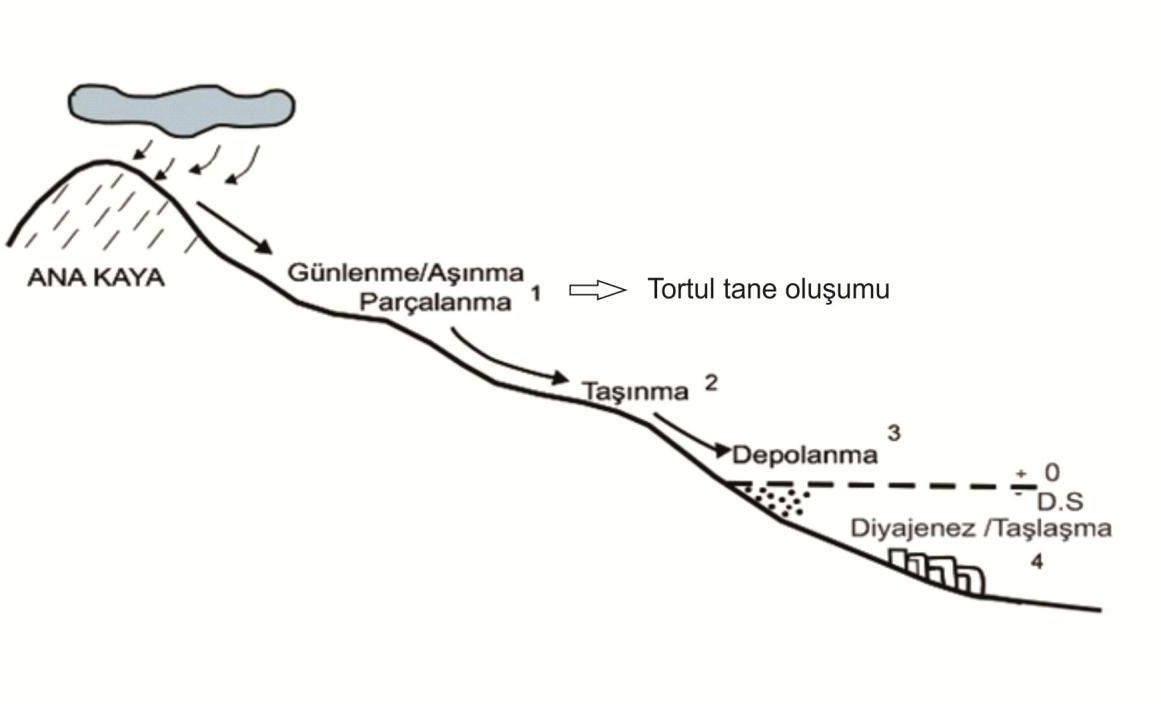 ANA KAYA
Günlenme/Aşınma
Parçalanma 1
Tortul tane oluşumu
Taşınma 2
Depolanma 3
+ 0
- D.S
Diyajenez /Taşlaşma
4